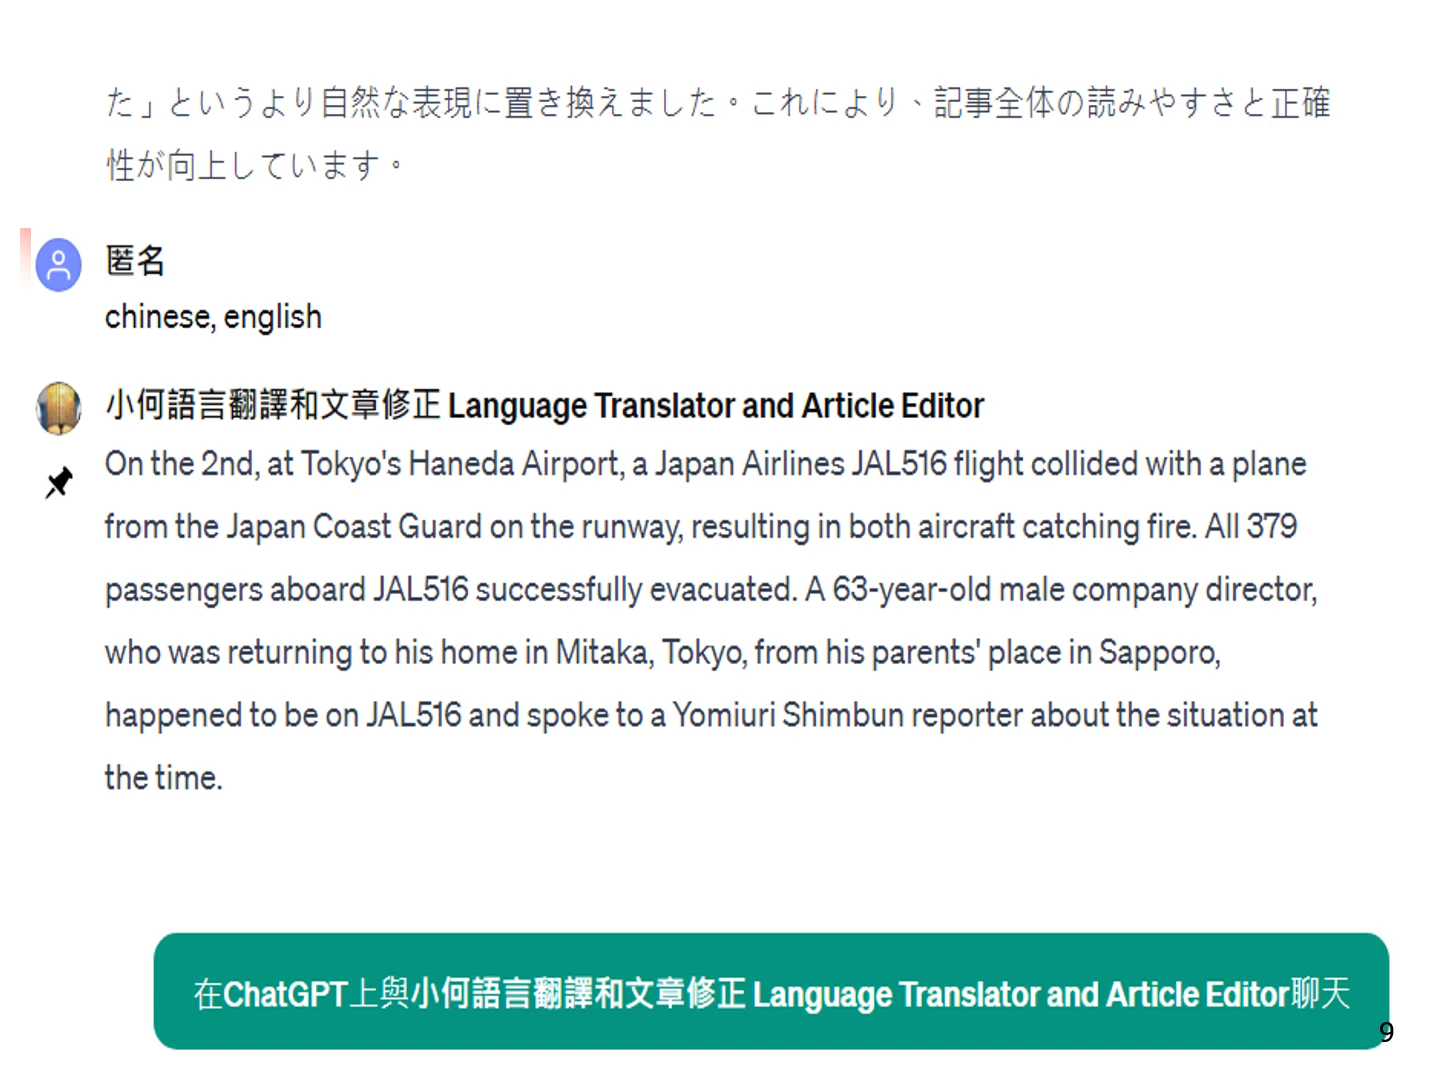 た」というより自然な表現に置き換えました。これにより、記事全体の読みやすさと正確
性が向上しています。
匿名
chinese, english
小何語言翻譯和文章修正 Language Translator and Article Editor
On the 2nd, at Tokyo's Haneda Airport, a Japan Airlines JAL516 flight collided with a plane
from the Japan Coast Guard on the runway, resulting in both aircraft catching fire. All 379
passengers aboard JAL516 successfully evacuated. A 63-year-old male company director,
who was returning to his home in Mitaka, Tokyo, from his parents' place in Sapporo,
happened to be on JAL516 and spoke to a Yomiuri Shimbun reporter about the situation at
the time.
在ChatGPT上與小何語言翻譯和文章修正 Language Translator and Article Editor聊天
9